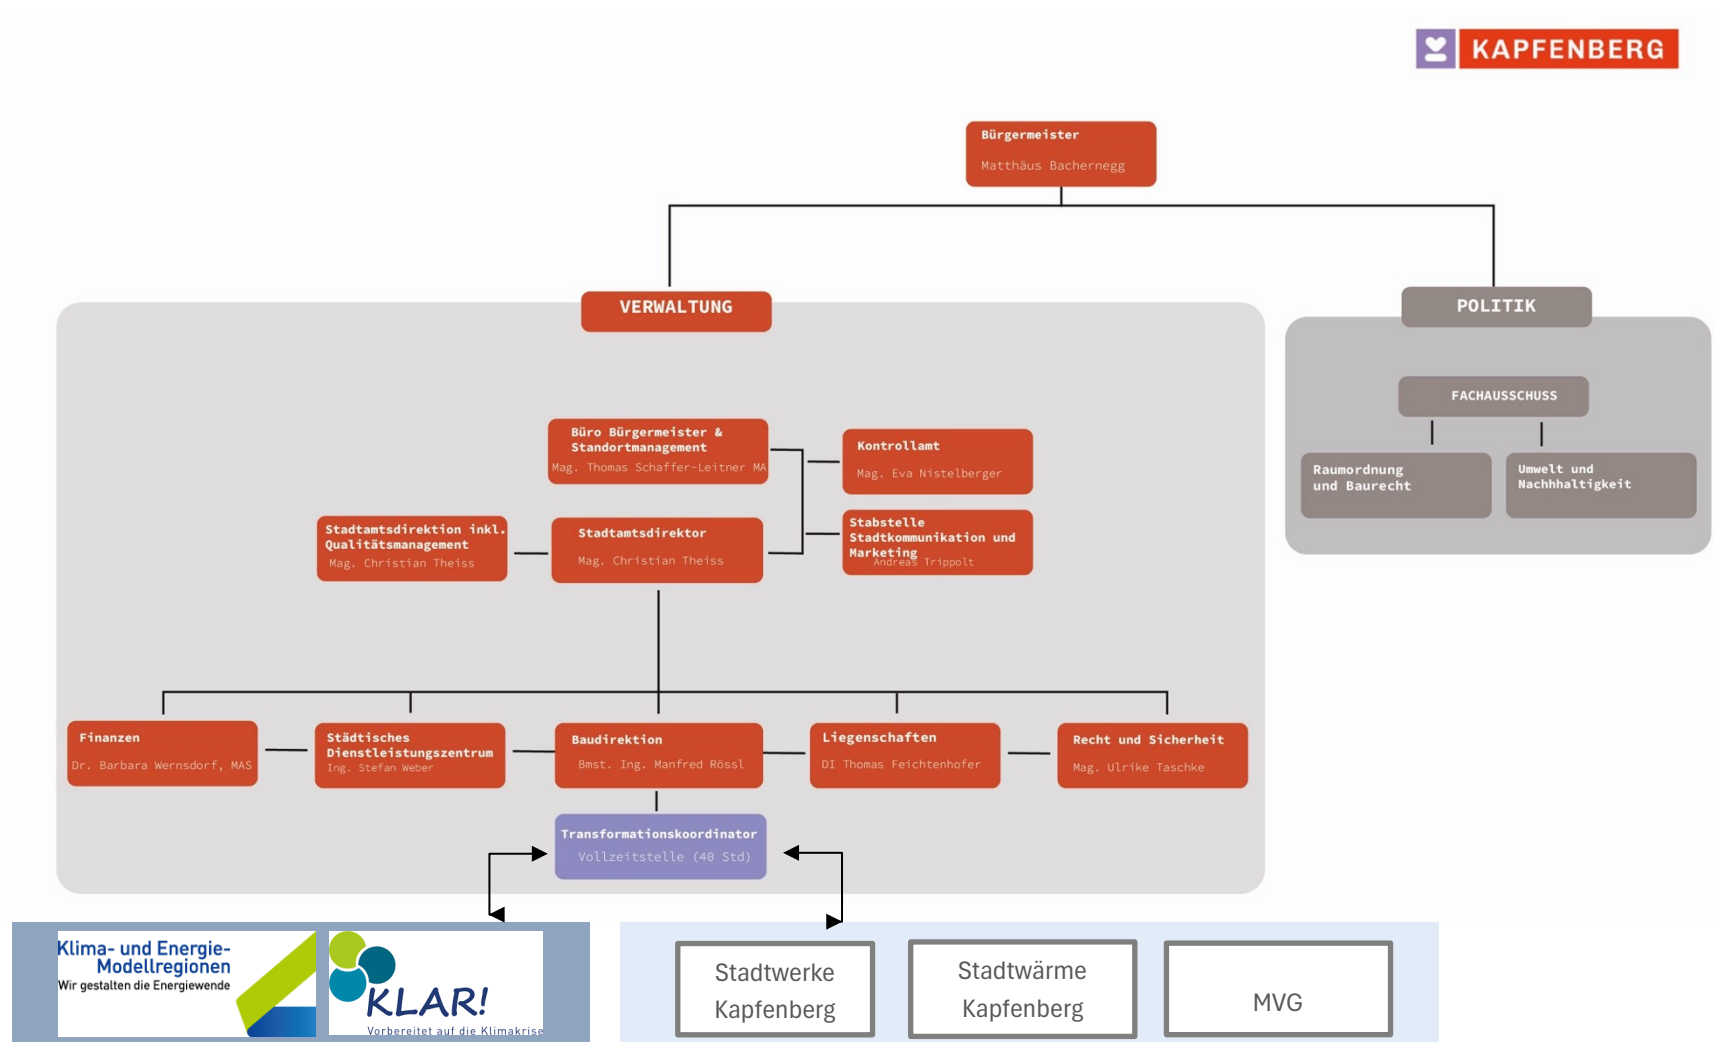 KAPFENBERG
Bürgermeister
Matthäus Bachernegg
VERWALTUNG
POLITIK
FACHAUSSCHUSS
Raumordnung
und Baurecht
Umwelt und
Nachhhaltigkeit
Büro Bürgermeister &
Standortmanagement
Mag. Thomas Schaffer-Leitner MA
Kontrollamt
Mag. Eva Nistelberger
Stadtamtsdirektion inkl.
Qualitätsmanagement
Mag. Christian Theiss
Stadtamtsdirektor
Mag. Christian Theiss
Stabstelle
Stadtkommunikation und
Marketing
Andreas Trippolt
Finanzen
Dr. Barbara Wernsdorf, MAS
Städtisches
Dienstleistungszentrum
Ing. Stefan Weber
Baudirektion
Bmst. Ing. Manfred Rössl
Liegenschaften
DI Thomas Feichtenhofer
Recht und Sicherheit
Mag. Ulrike Taschke
Transformationskoordinator
Vollzeitstelle (40 Std)
Klima- und Energie-
Modellregionen
Wir gestalten die Energiewende
KLAR!
Vorbereitet auf die Klimakrise
Stadtwerke
Kapfenberg
Stadtwärme
Kapfenberg
MVG